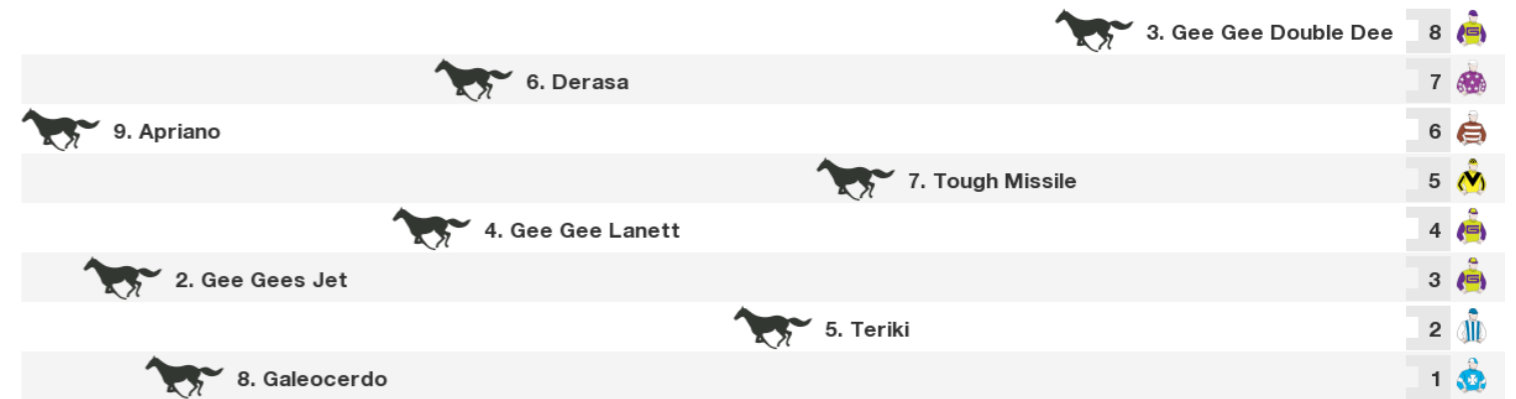 3. Gee Gee Double Dee 8
6. Derasa 7
9. Apriano 6
7. Tough Missile 5
4. Gee Gee Lanett 4
2. Gee Gees Jet 3
5. Teriki 2
8. Galeocerdo 1